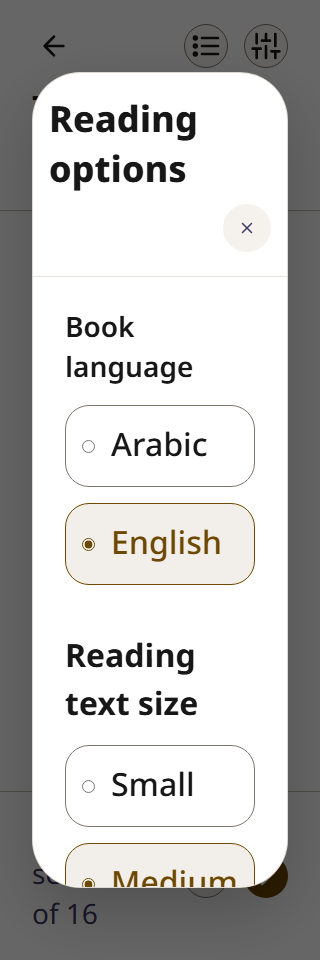 Reading
options
×
Book
language
Arabic
English
Reading
text size
Small
Medium
of 16